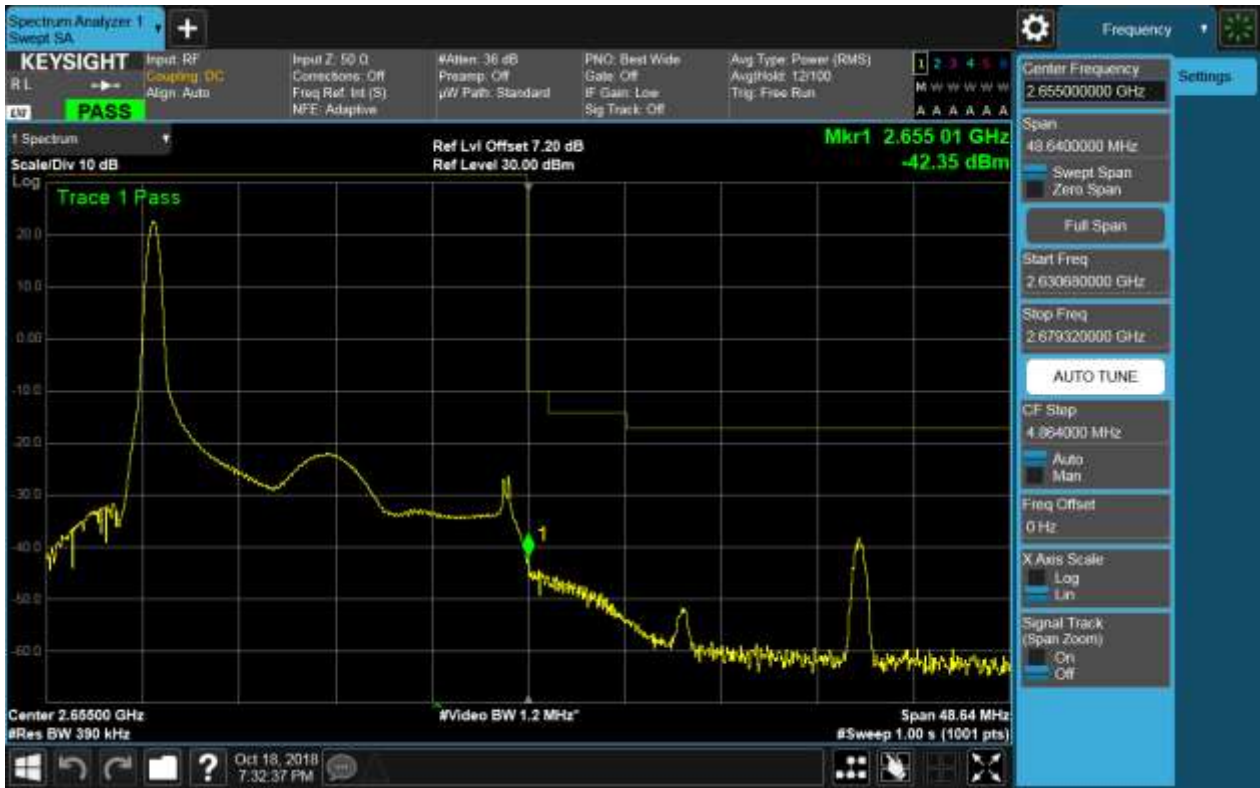 Spectrum Analyzer 1
Swept SA
+
Frequency
KEYSIGHT
R L
PASS
Input: RF
Coupling: DC
Align: Auto
Input Z: 50 Ω
Corrections: Off
Freq Ref: Int (S)
NFE: Adaptive
#Atten: 36 dB
Preamp: Off
µW Path: Standard
PNO: Best Wide
Gate: Off
IF Gain: Low
Sig Track: Off
Avg Type: Power (RMS)
Avg|Hold: 12/100
Trig: Free Run
1 2 3 4 5 6
M W W W W W
A A A A A A
1 Spectrum
Scale/Div 10 dB
Ref Lvl Offset 7.20 dB
Ref Level 30.00 dBm
Mkr1 2.655 01 GHz
-42.35 dBm
Log
Trace 1 Pass
20.0
10.0
0.00
-10.0
-20.0
-30.0
-40.0
-50.0
-60.0
1
Center 2.65500 GHz
#Res BW 390 kHz
#Video BW 1.2 MHz*
Span 48.64 MHz
#Sweep 1.00 s (1001 pts)
Center Frequency
2.655000000 GHz
Settings
Span
48.6400000 MHz
Swept Span
Zero Span
Full Span
Start Freq
2.630680000 GHz
Stop Freq
2.679320000 GHz
AUTO TUNE
CF Step
4.864000 MHz
Auto
Man
Freq Offset
0 Hz
X Axis Scale
Log
Lin
Signal Track
(Span Zoom)
On
Off
?
Oct 18, 2018
7:32:37 PM